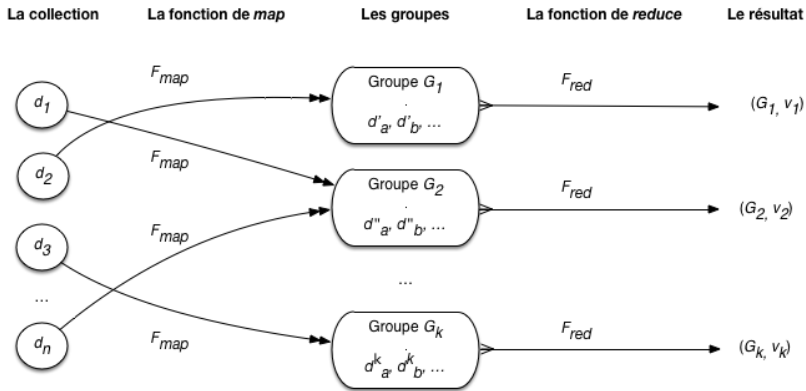 La collection
La fonction de map
Les groupes
La fonction de reduce
Le résultat
d1
d2
d3
...
dn
Fmap
Fmap
Fmap
Fmap
Groupe G1
.
d'a, d'b, ...
Groupe G2
.
d"a, d"b, ...
...
Groupe Gk
.
dka, dkb, ...
Fred
Fred
Fred
(G1, v1)
(G2, v2)
(Gk, vk)